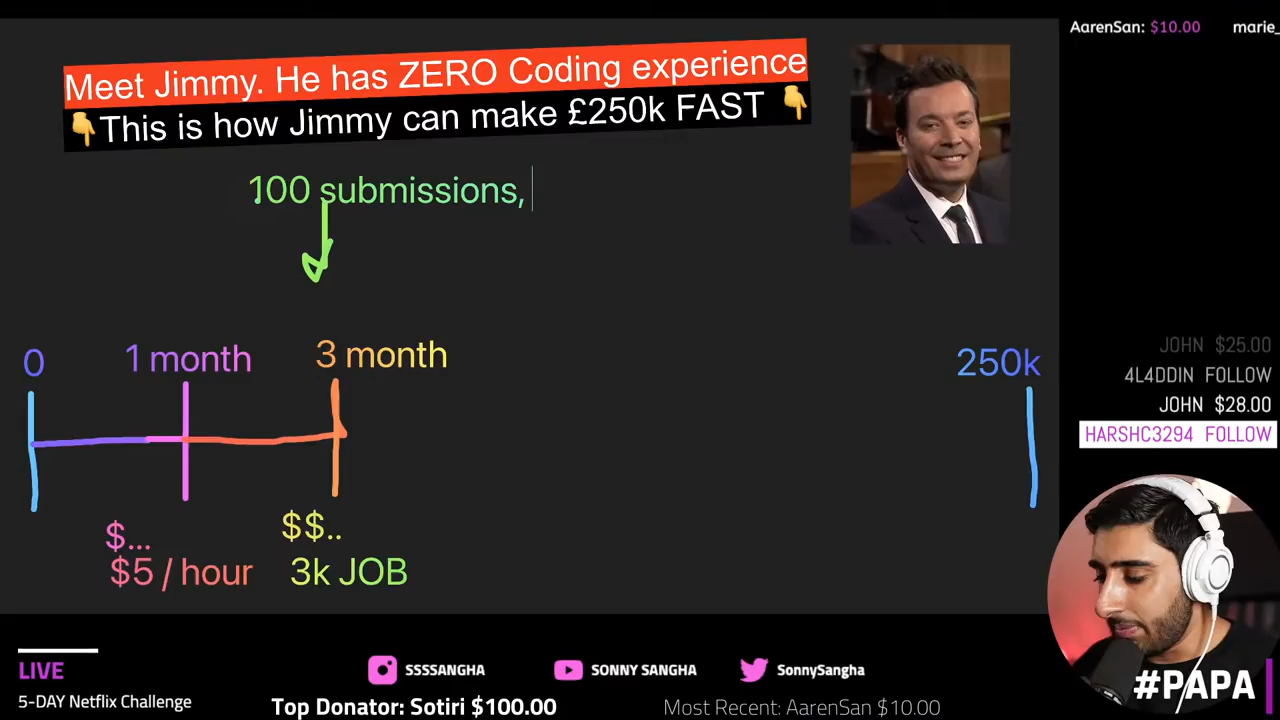 AarenSan: $10.00 marie_
Meet Jimmy. He has ZERO Coding experience
👇This is how Jimmy can make £250k FAST 👇
100 submissions,
0
1 month
3 month
250k
JOHN $25.00
4L4DDIN FOLLOW
JOHN $28.00
HARSHC3294 FOLLOW
$...
$5 / hour
$$..
3k JOB
LIVE
5-DAY Netflix Challenge
SSSSANGHA
SONNY SANGHA
SonnySangha
Top Donator: Sotiri $100.00
Most Recent: AarenSan $10.00
#PAPA